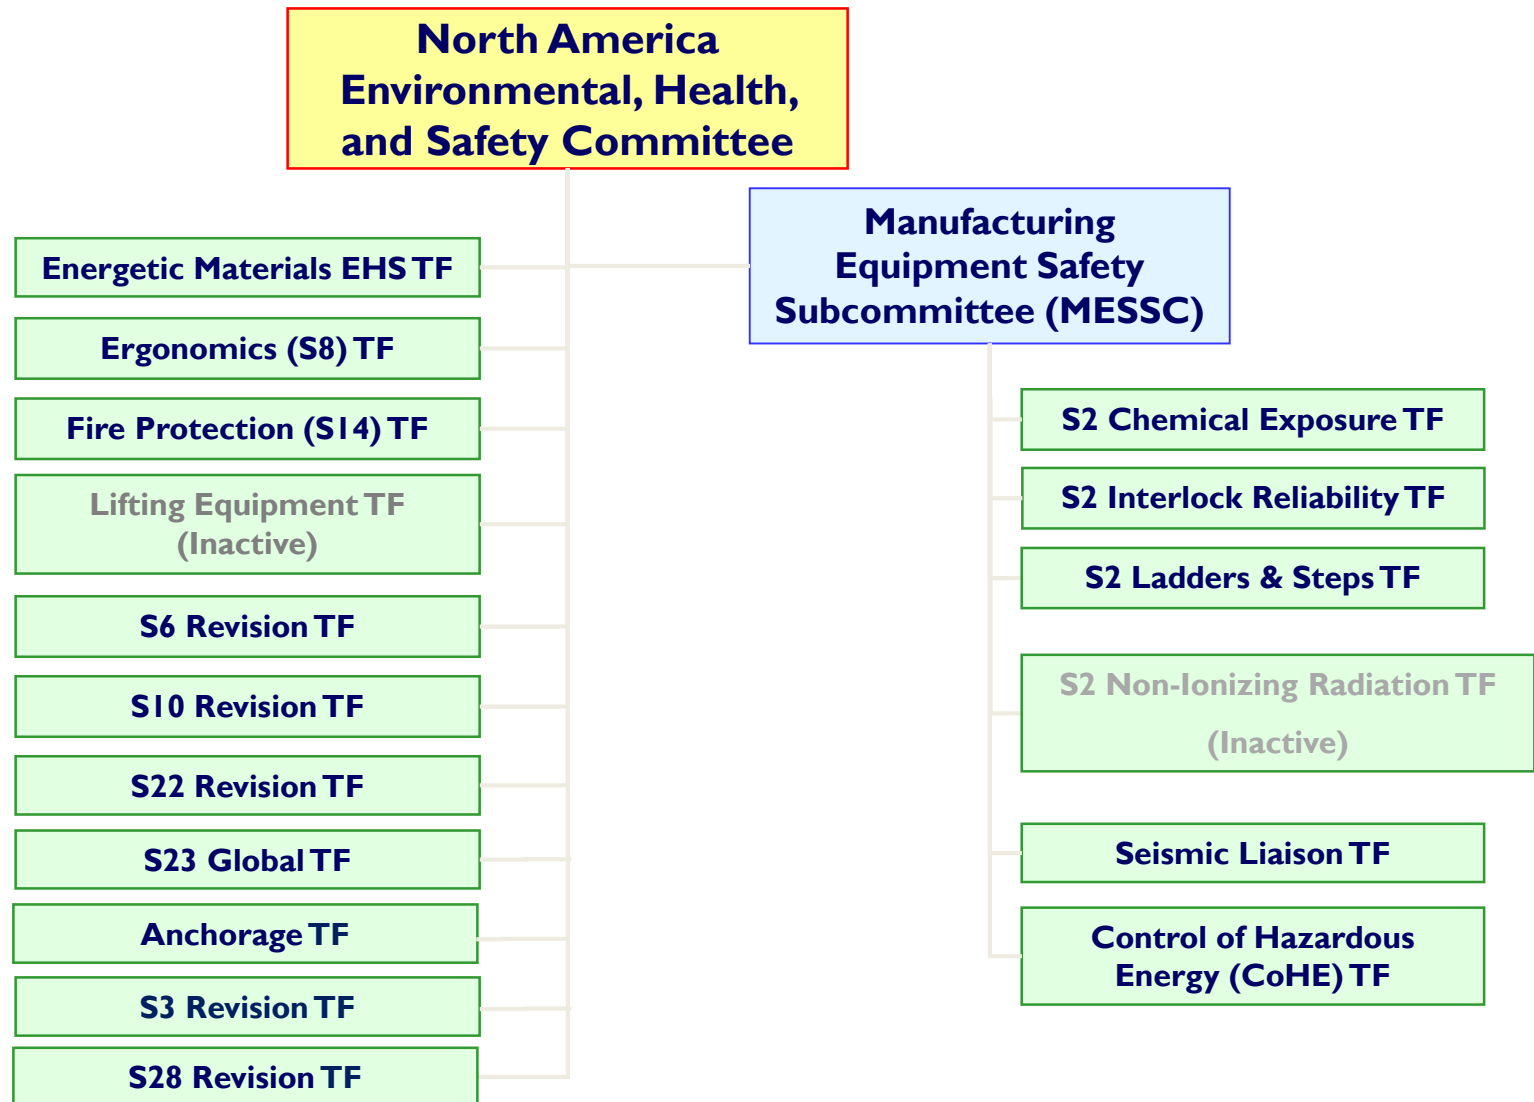 North America
Environmental, Health,
and Safety Committee
Manufacturing
Equipment Safety
Subcommittee (MESSC)
Energetic Materials EHS TF
Ergonomics (S8) TF
Fire Protection (S14) TF
Lifting Equipment TF
(Inactive)
S6 Revision TF
S10 Revision TF
S22 Revision TF
S23 Global TF
Anchorage TF
S3 Revision TF
S28 Revision TF
S2 Chemical Exposure TF
S2 Interlock Reliability TF
S2 Ladders & Steps TF
S2 Non-Ionizing Radiation TF
(Inactive)
Seismic Liaison TF
Control of Hazardous
Energy (CoHE) TF